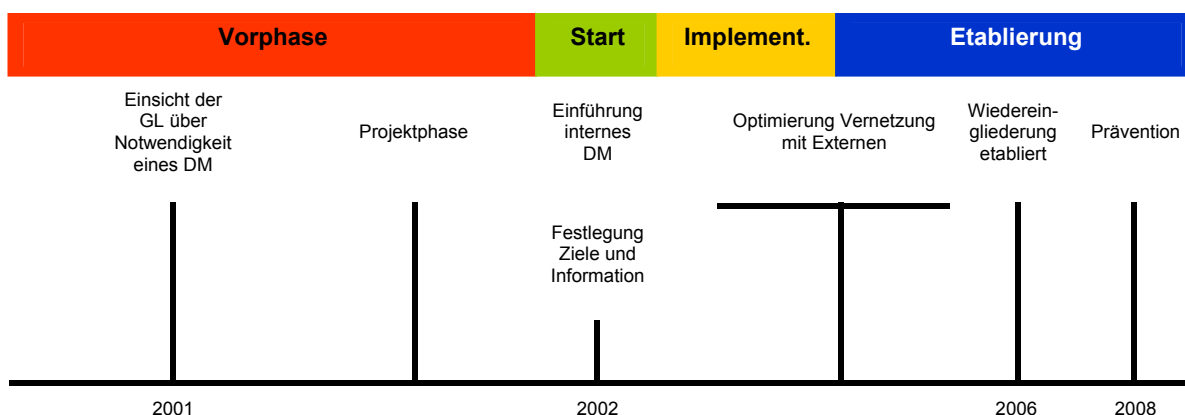 Vorphase
Start
Implement.
Etablierung
Einsicht der
GL über
Notwendigkeit
eines DM
Projektphase
Einführung
internes
DM
Festlegung
Ziele und
Information
Optimierung Vernetzung
mit Externen
Wiederein-
gliederung
etabliert
Prävention
2001
2002
2006
2008